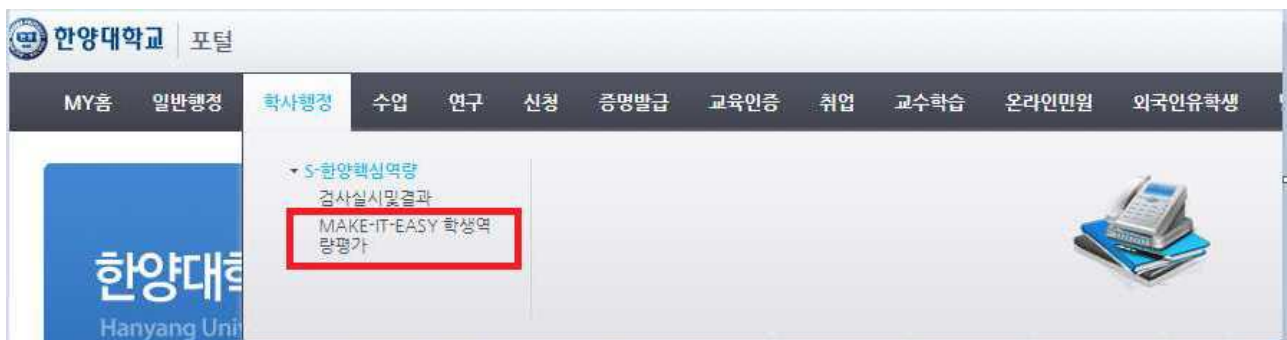 한양대학교 포털
MY홈 일반행정 학사행정 수업 연구 신청 증명발급 교육인증 취업 교수학습 온라인민원 외국인유학생
S-한양핵심역량
검사실시및결과
MAKE-IT-EASY 학생역
량평가
한양대학
Hanyang Univ